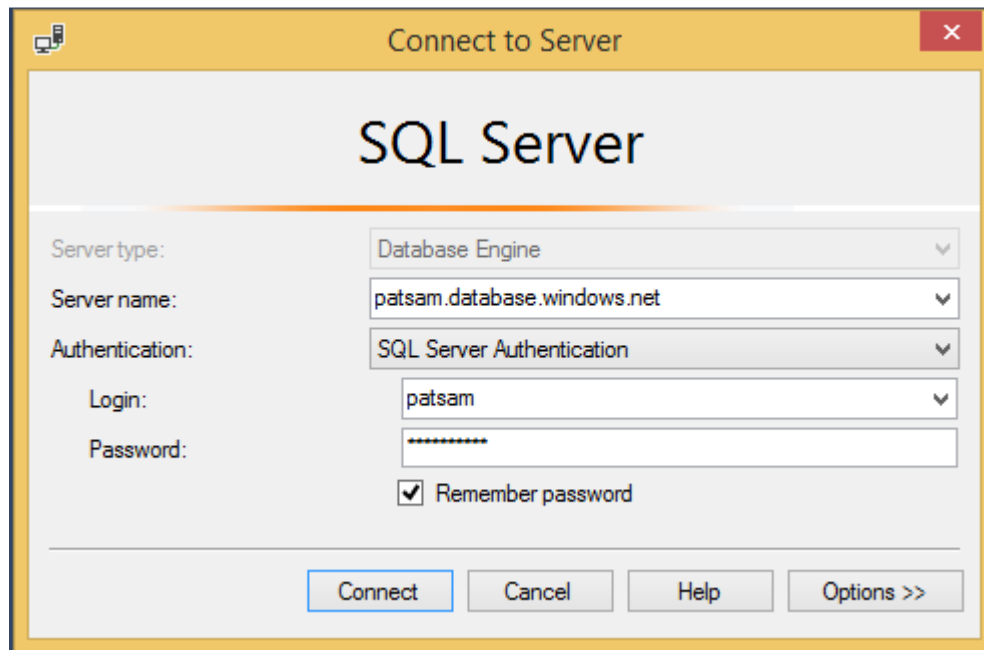 Connect to Server
SQL Server
Server type: Database Engine
Server name: patsam.database.windows.net
Authentication: SQL Server Authentication
Login: patsam
Password: **********
Remember password
Connect Cancel Help Options >>